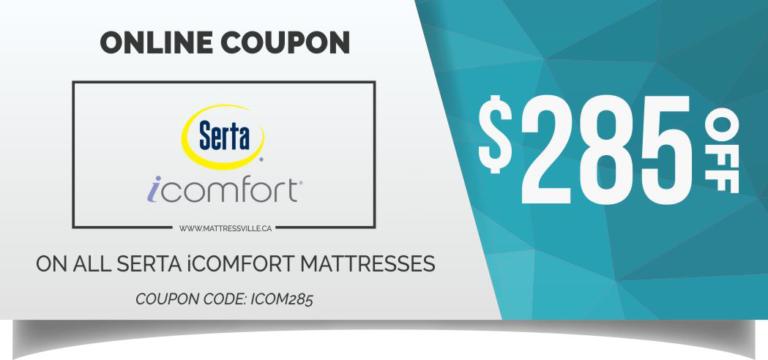 ONLINE COUPON
Serta
icomfort®
WWW.MATTRESSVILLE.CA
ON ALL SERTA iCOMFORT MATTRESSES
COUPON CODE: ICOM285
$285 OFF